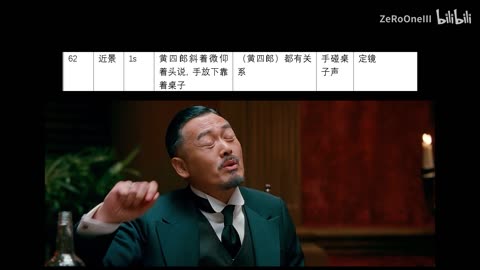 ZeRoOneIII bilibili
62 近景 1s 黄四郎斜着微仰 （黄四郎）都有关 手碰桌 定镜
着头说，手放下靠 系 子声
着桌子